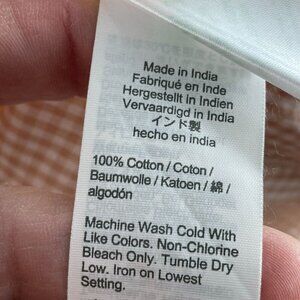 Made in India
Fabriqué en Inde
Hergestellt in Indien
Vervaardigd in India
インド製
hecho en india
100% Cotton / Coton /
Baumwolle / Katoen / 綿 /
algodón
Machine Wash Cold With
Like Colors. Non-Chlorine
Bleach Only. Tumble Dry
Low. Iron on Lowest
Setting.